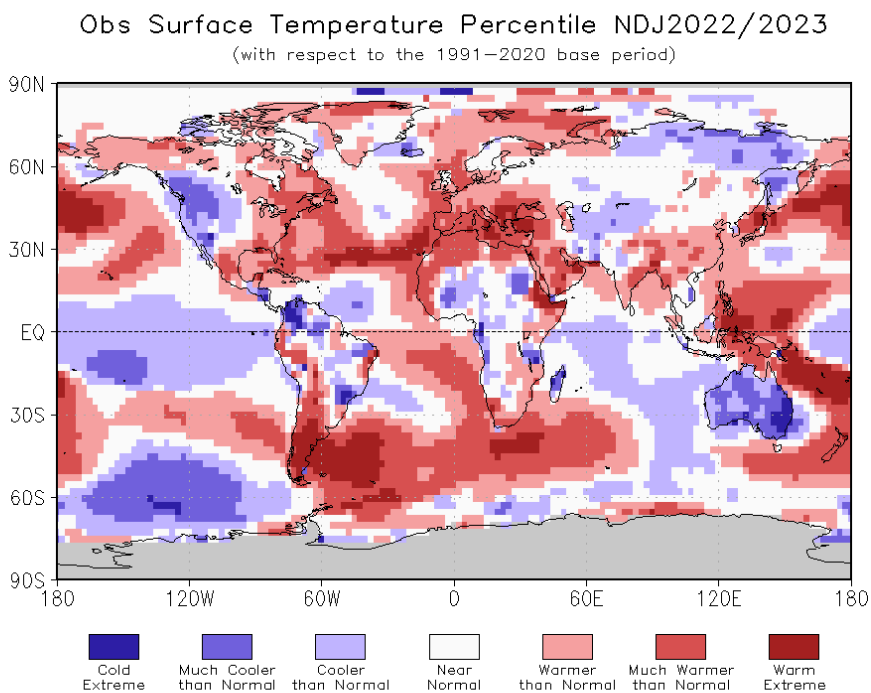 Obs Surface Temperature Percentile NDJ2022/2023
(with respect to the 1991–2020 base period)
90N
60N
30N
EQ
30S
60S
90S
180 120W 60W 0 60E 120E 180
Cold Extreme
Much Cooler than Normal
Cooler than Normal
Near Normal
Warmer than Normal
Much Warmer than Normal
Warm Extreme